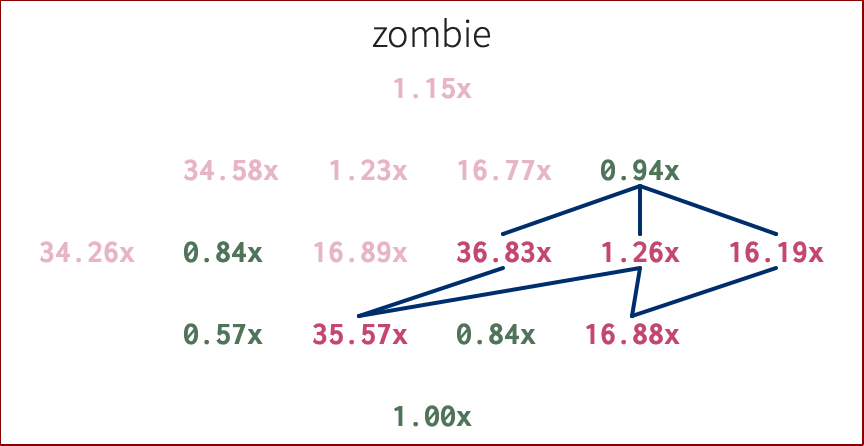 zombie
1.15x
34.58x 1.23x 16.77x 0.94x
34.26x 0.84x 16.89x 36.83x 1.26x 16.19x
0.57x 35.57x 0.84x 16.88x
1.00x